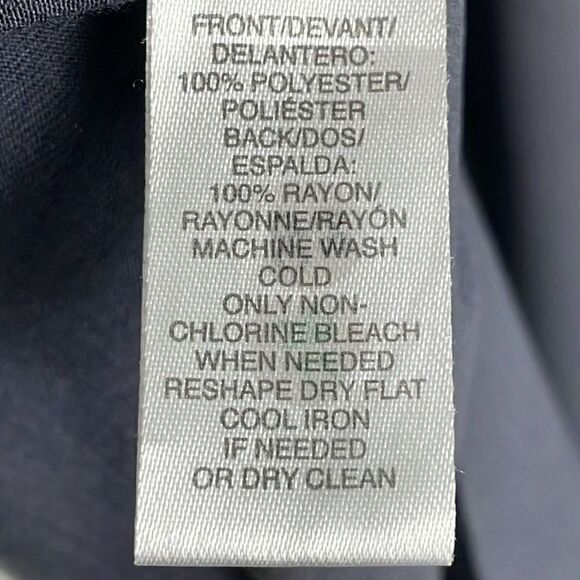 FRONT/DEVANT/
DELANTERO:
100% POLYESTER/
POLIÉSTER
BACK/DOS/
ESPALDA:
100% RAYON/
RAYONNE/RAYÓN
MACHINE WASH
COLD
ONLY NON-
CHLORINE BLEACH
WHEN NEEDED
RESHAPE DRY FLAT
COOL IRON
IF NEEDED
OR DRY CLEAN